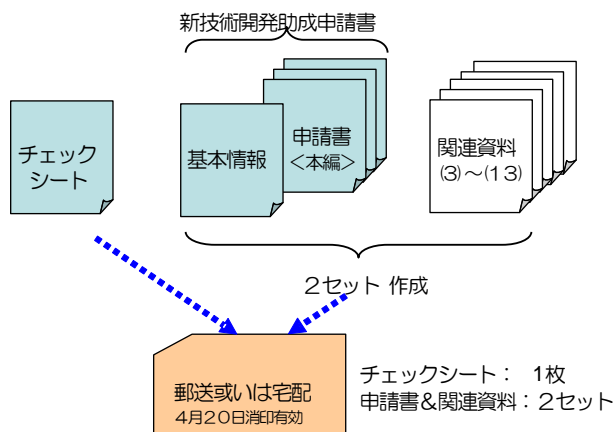 新技術開発助成申請書
チェック
シート
基本情報
申請書
＜本編＞
関連資料
(3)～(13)
２セット 作成
郵送或いは宅配
４月２０日消印有効
チェックシート： 1枚
申請書＆関連資料：２セット